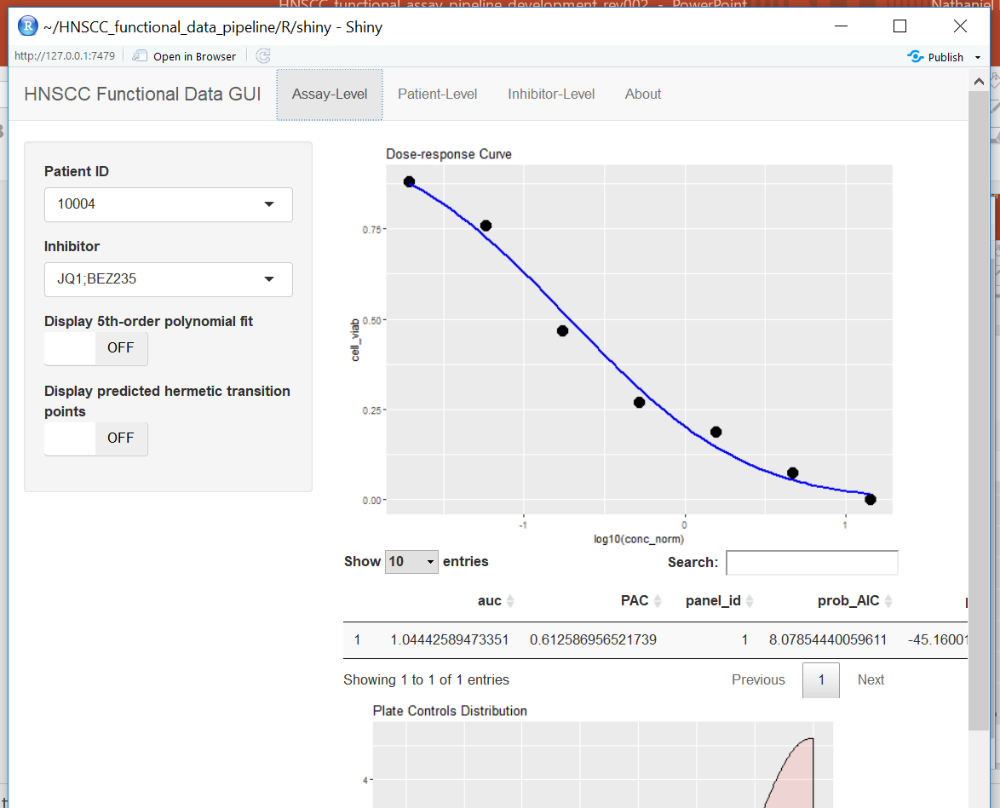 HNSCC_functional_assay_pipeline_development_rev002 - PowerPoint
Nathaniel
R ~/HNSCC_functional_data_pipeline/R/shiny - Shiny
http://127.0.0.1:7479 Open in Browser Publish
HNSCC Functional Data GUI Assay-Level Patient-Level Inhibitor-Level About
Patient ID
10004
Inhibitor
JQ1;BEZ235
Display 5th-order polynomial fit
OFF
Display predicted hermetic transition
points
OFF
Dose-response Curve
cell_viab
0.75
0.50
0.25
0.00
-1 0 1
log10(conc_norm)
Show 10 entries Search:
auc PAC panel_id prob_AIC
1 1.04442589473351 0.612586956521739 1 8.07854440059611 -45.16001
Showing 1 to 1 of 1 entries Previous 1 Next
Plate Controls Distribution
4